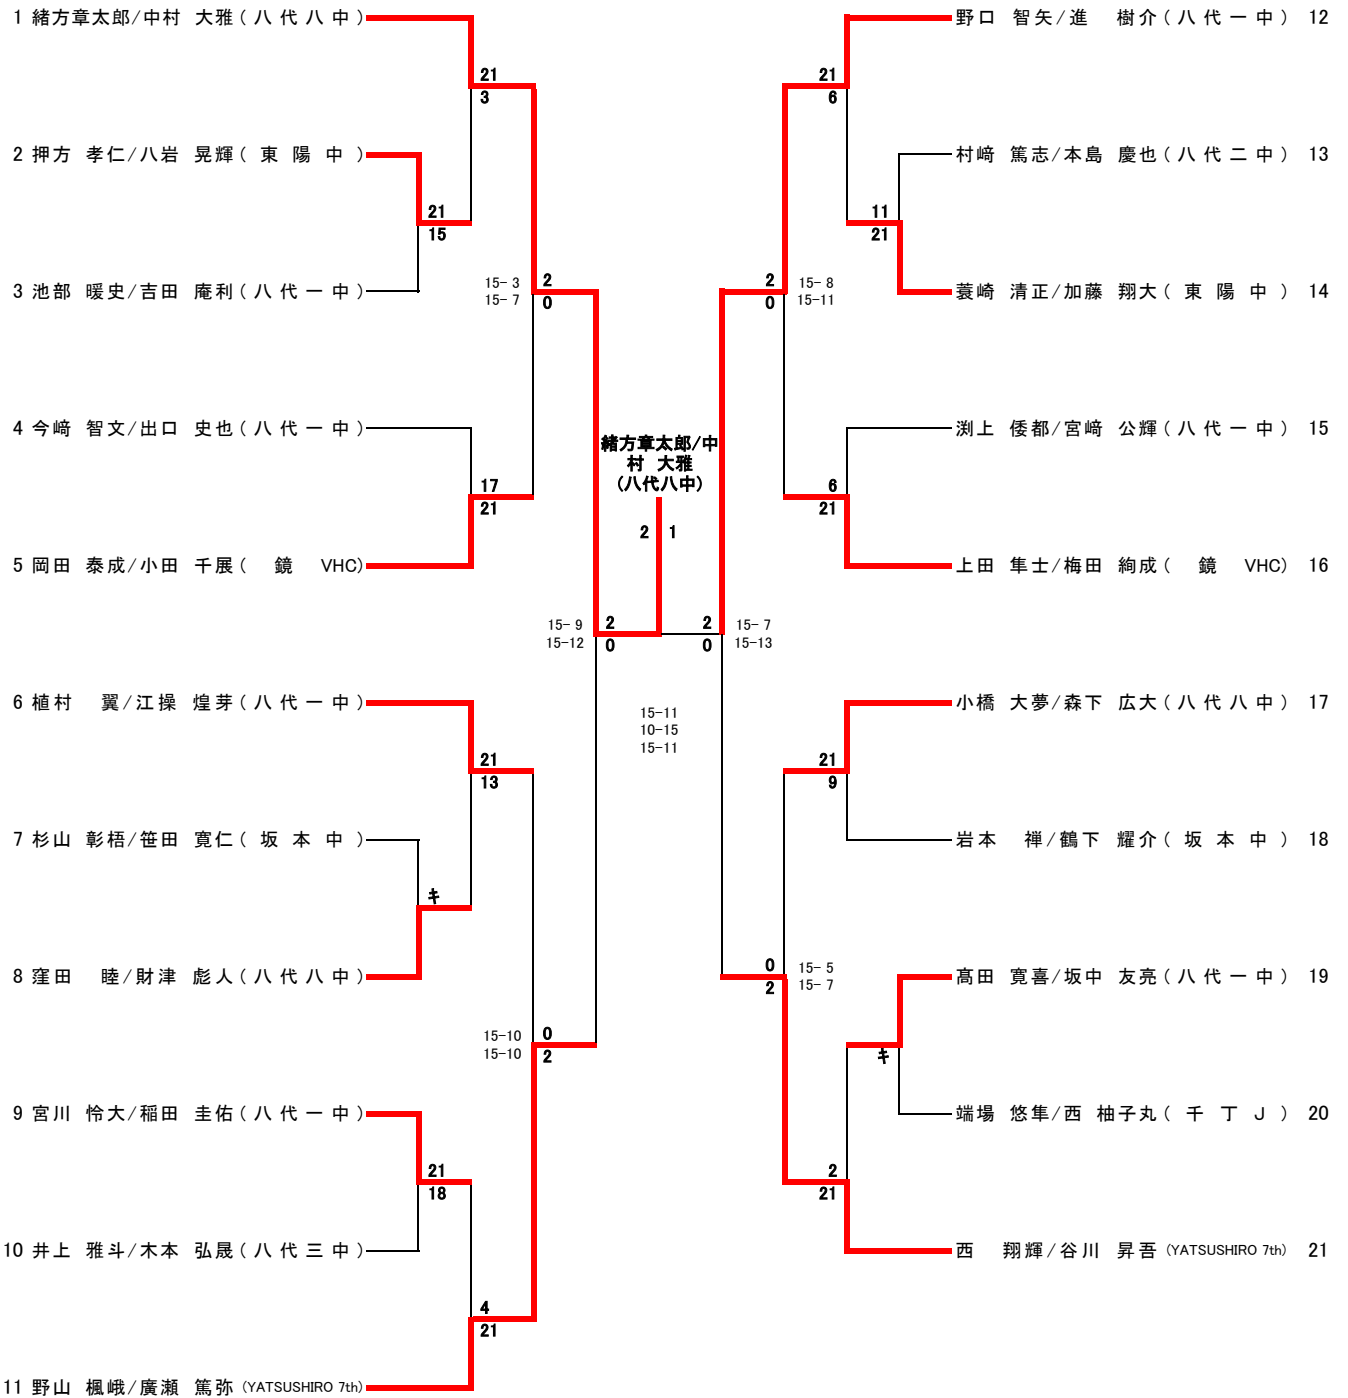 1 緒方章太郎/中村 大雅(八代八中)
21
3
2 押方 孝仁/八岩 晃輝(東陽中)
21
15
3 池部 暖史/吉田 庵利(八代一中)
15- 3
15- 7
2
0
4 今﨑 智文/出口 史也(八代一中)
17
21
5 岡田 泰成/小田 千展(鏡 VHC)
15- 9
15-12
2
0
6 植村 翼/江操 煌芽(八代一中)
21
13
7 杉山 彰梧/笹田 寛仁(坂本中)
キ
8 窪田 睦/財津 彪人(八代八中)
15-10
15-10
0
2
9 宮川 怜大/稲田 圭佑(八代一中)
21
18
10 井上 雅斗/木本 弘晟(八代三中)
4
21
11 野山 楓峨/廣瀬 篤弥 (YATSUSHIRO 7th)
緒方章太郎/中
村 大雅
(八代八中)
2 1
15-11
10-15
15-11
野口 智矢/進 樹介(八代一中) 12
21
6
村﨑 篤志/本島 慶也(八代二中) 13
11
21
蓑崎 清正/加藤 翔大(東陽中) 14
2
0
15- 8
15-11
渕上 倭都/宮﨑 公輝(八代一中) 15
6
21
上田 隼士/梅田 絢成(鏡 VHC) 16
2
0
15- 7
15-13
小橋 大夢/森下 広大(八代八中) 17
21
9
岩本 禅/鶴下 耀介(坂本中) 18
0
2
15- 5
15- 7
髙田 寛喜/坂中 友亮(八代一中) 19
キ
端場 悠隼/西 柚子丸(千丁J) 20
2
21
西 翔輝/谷川 昇吾 (YATSUSHIRO 7th) 21